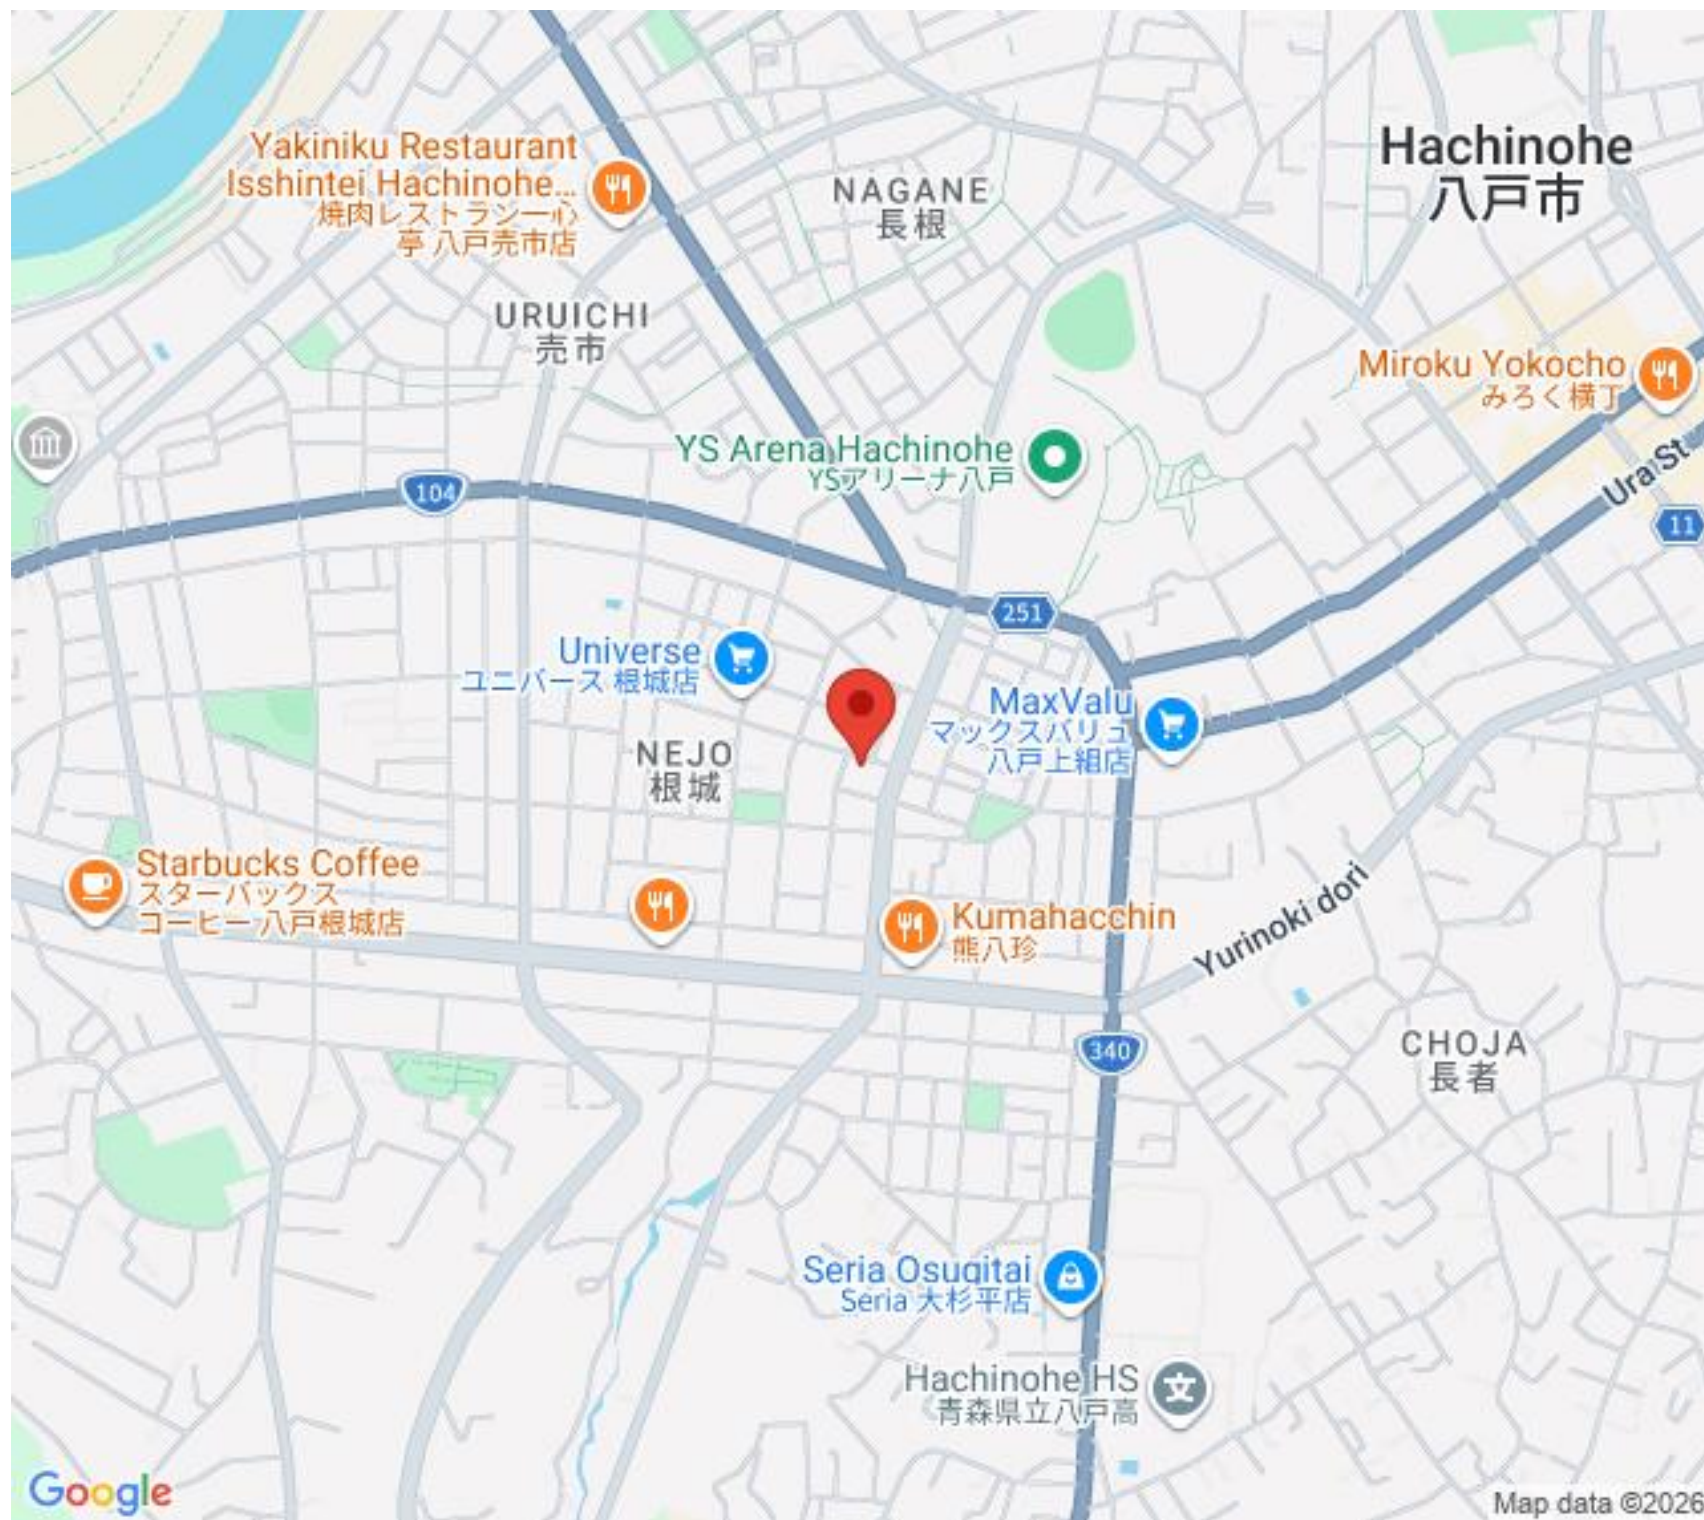 Hachinohe
八戸市
Yakiniku Restaurant
Isshintei Hachinohe...
焼肉レストラン一心
亭 八戸売市店
NAGANE
長根
URUICHI
売市
Miroku Yokocho
みろく横丁
YS Arena Hachinohe
YSアリーナ八戸
Ura St
104
11
251
Universe
ユニバース 根城店
MaxValu
マックスバリュ
八戸上組店
NEJO
根城
Starbucks Coffee
スターバックス
コーヒー 八戸根城店
Kumahacchin
熊八珍
Yurinoki dori
340
CHOJA
長者
Seria Osugitai
Seria 大杉平店
Hachinohe HS
青森県立八戸高
文
Google
Map data ©2026